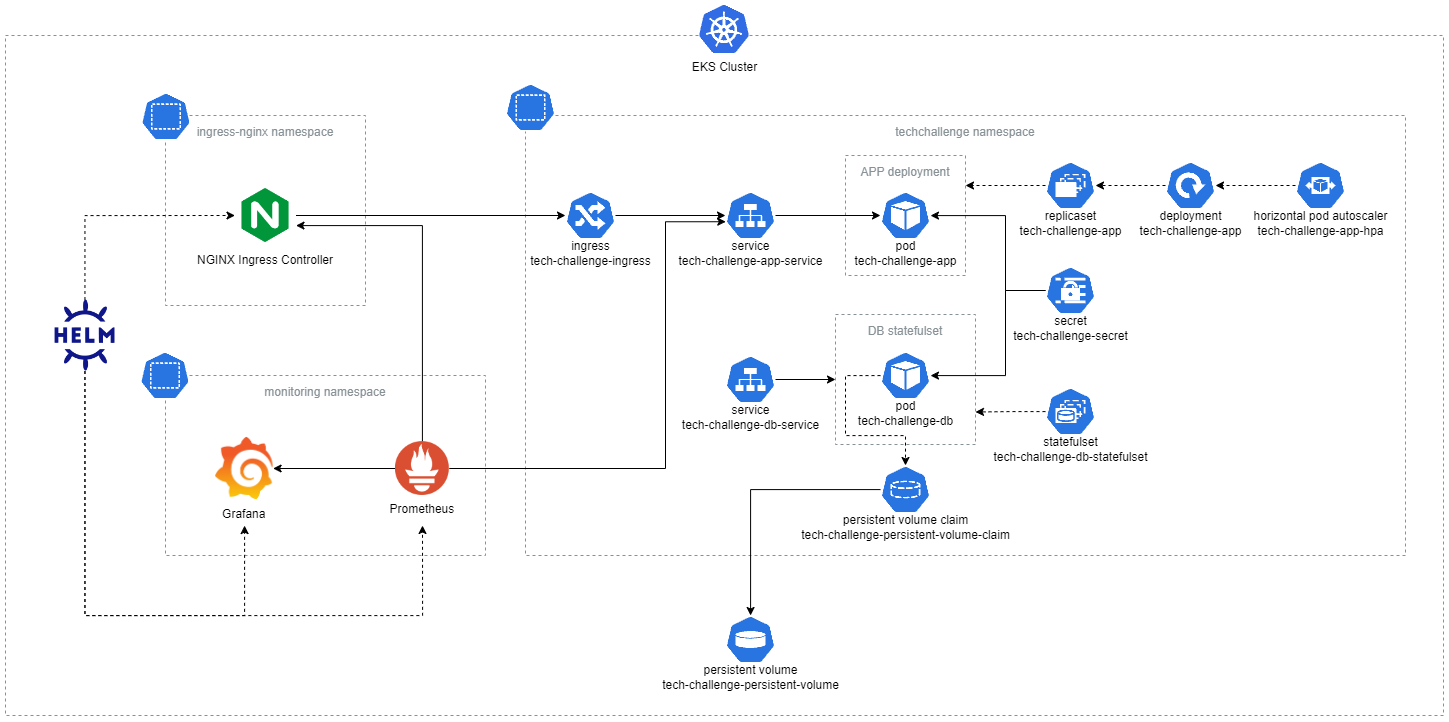 EKS Cluster
ingress-nginx namespace
techchallenge namespace
APP deployment
NGINX Ingress Controller
ingress
tech-challenge-ingress
service
tech-challenge-app-service
pod
tech-challenge-app
replicaset
tech-challenge-app
deployment
tech-challenge-app
horizontal pod autoscaler
tech-challenge-app-hpa
secret
tech-challenge-secret
HELM
DB statefulset
monitoring namespace
service
tech-challenge-db-service
pod
tech-challenge-db
statefulset
tech-challenge-db-statefulset
Grafana
Prometheus
persistent volume claim
tech-challenge-persistent-volume-claim
persistent volume
tech-challenge-persistent-volume